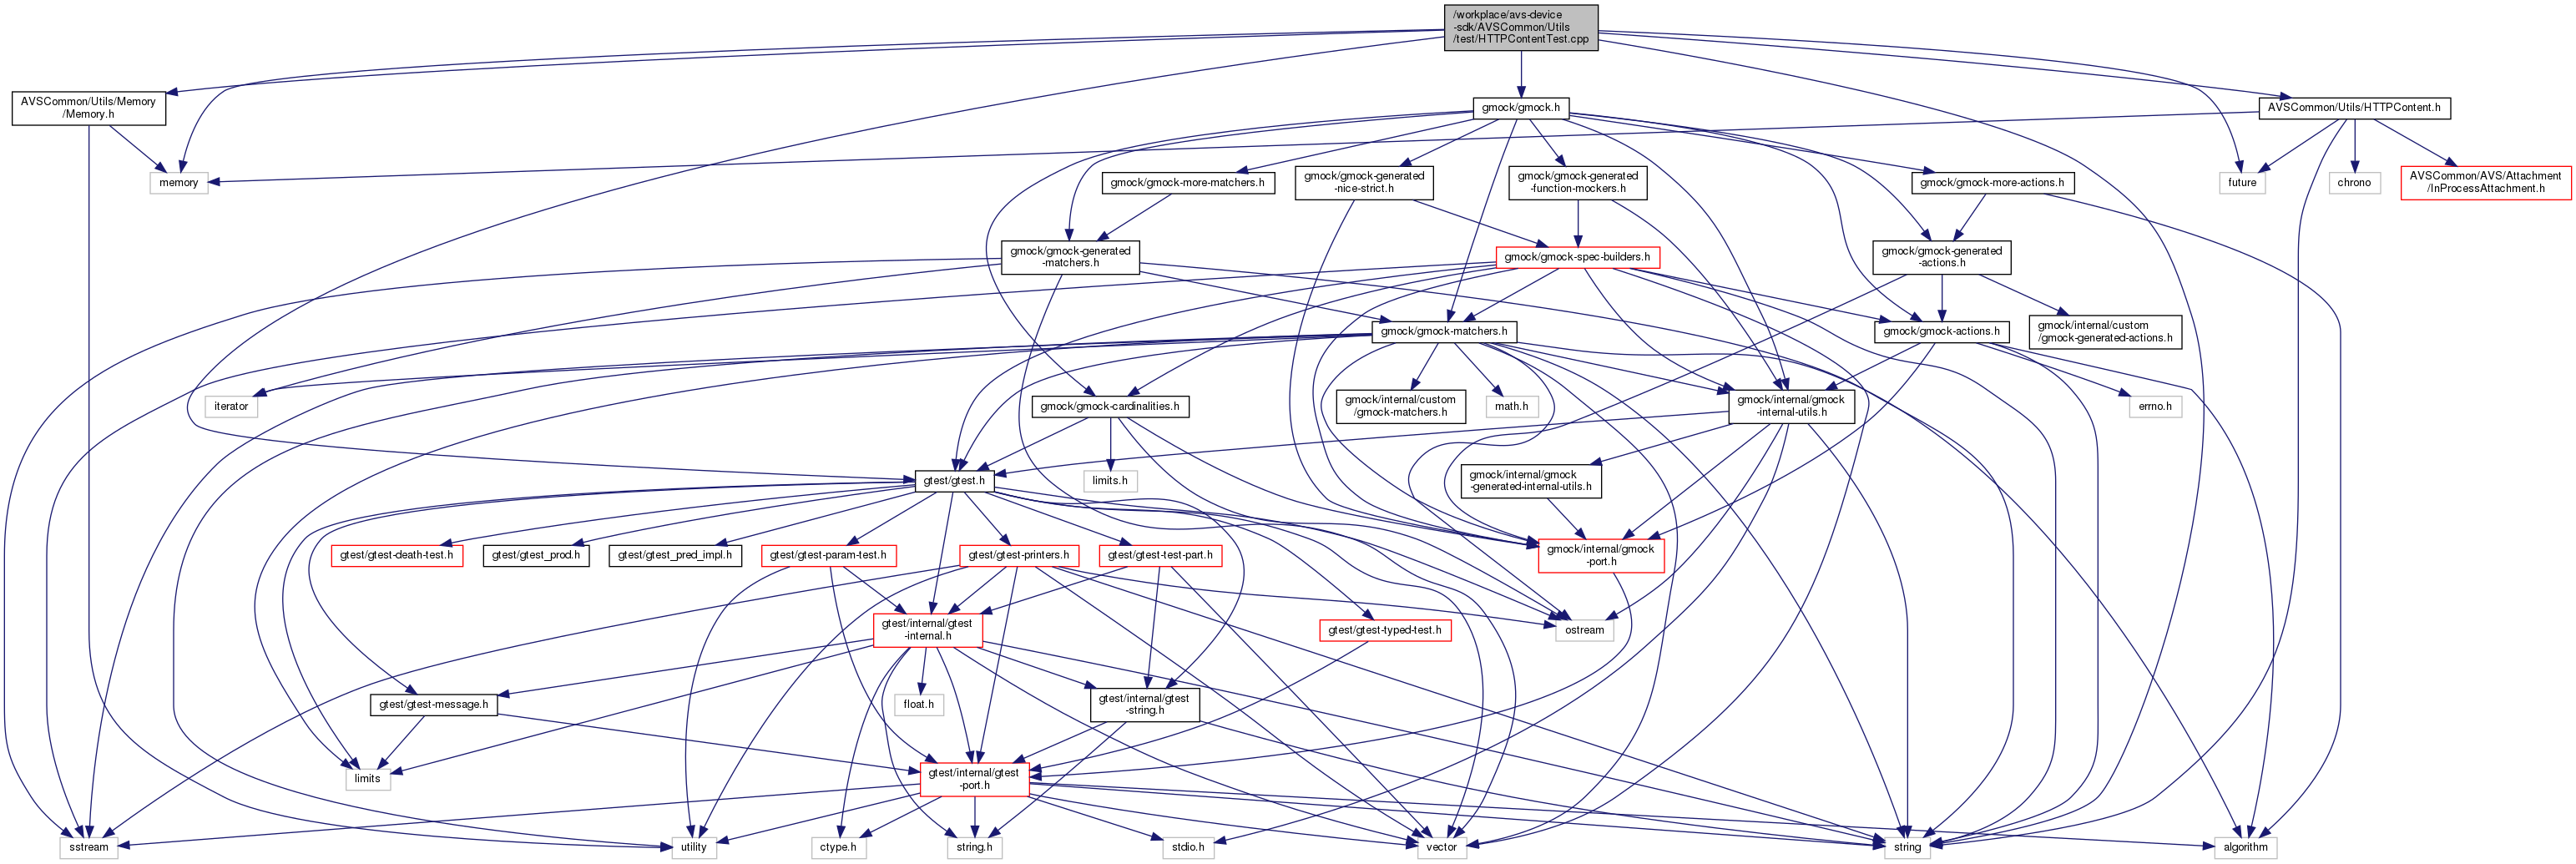 /workplace/avs-device
-sdk/AVSCommon/Utils
/test/HTTPContentTest.cpp
AVSCommon/Utils/Memory
/Memory.h
gmock/gmock.h
AVSCommon/Utils/HTTPContent.h
memory
gmock/gmock-more-matchers.h
gmock/gmock-generated
-nice-strict.h
gmock/gmock-generated
-function-mockers.h
gmock/gmock-more-actions.h
future
chrono
AVSCommon/AVS/Attachment
/InProcessAttachment.h
gmock/gmock-generated
-matchers.h
gmock/gmock-spec-builders.h
gmock/gmock-generated
-actions.h
gmock/gmock-matchers.h
gmock/gmock-actions.h
gmock/internal/custom
/gmock-generated-actions.h
iterator
gmock/gmock-cardinalities.h
gmock/internal/custom
/gmock-matchers.h
math.h
gmock/internal/gmock
-internal-utils.h
errno.h
gtest/gtest.h
limits.h
gmock/internal/gmock
-generated-internal-utils.h
gtest/gtest-death-test.h
gtest/gtest_prod.h
gtest/gtest_pred_impl.h
gtest/gtest-param-test.h
gtest/gtest-printers.h
gtest/gtest-test-part.h
gmock/internal/gmock
-port.h
gtest/internal/gtest
-internal.h
gtest/gtest-typed-test.h
ostream
gtest/gtest-message.h
float.h
gtest/internal/gtest
-string.h
limits
gtest/internal/gtest
-port.h
sstream
utility
ctype.h
string.h
stdio.h
vector
string
algorithm